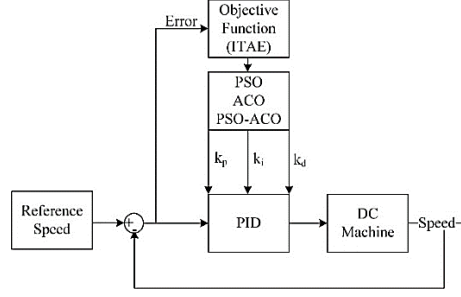 Error
Objective
Function
(ITAE)
PSO
ACO
PSO-ACO
kp
ki
kd
Reference
Speed
+
-
PID
DC
Machine
Speed